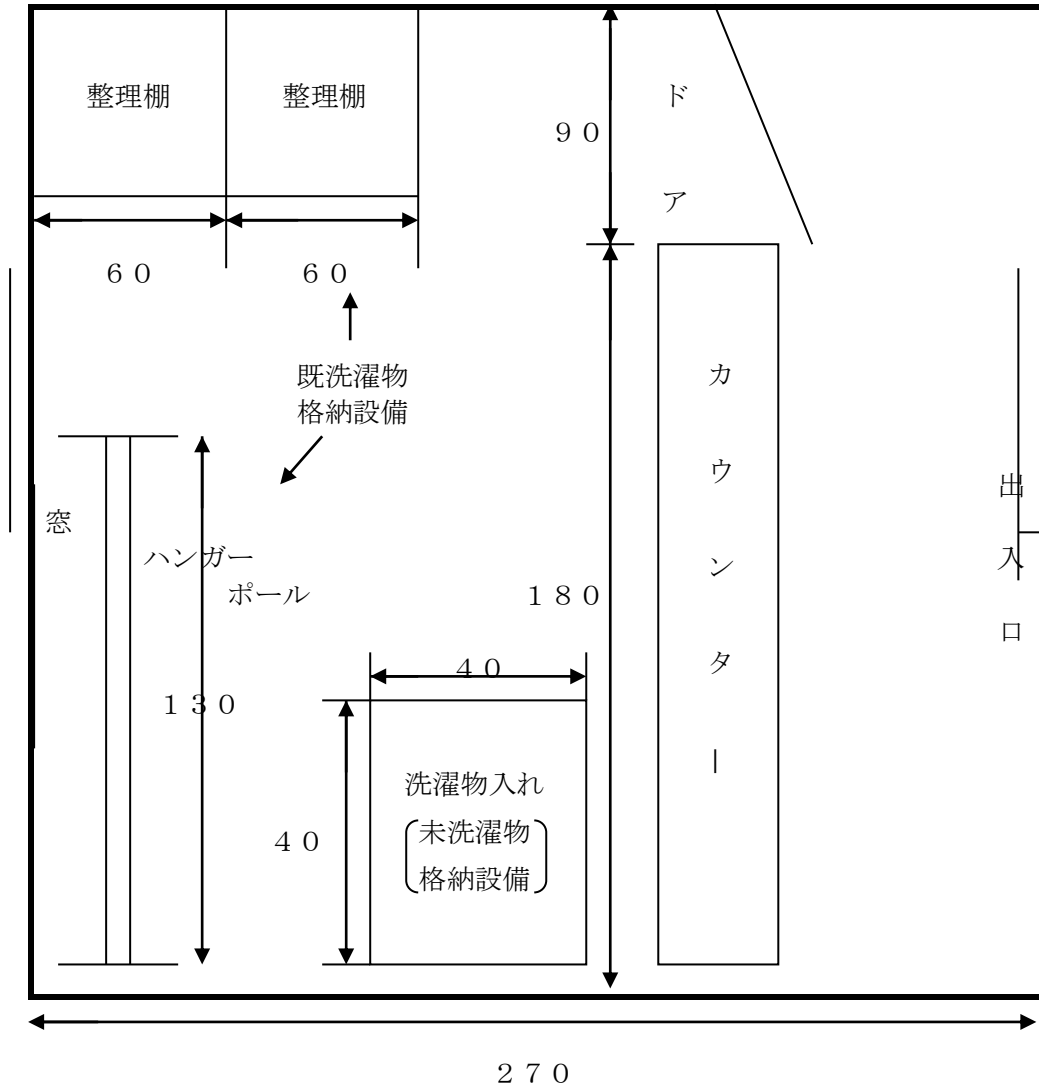 整理棚
整理棚
ドア
９０
６０
６０
既洗濯物
格納設備
カウンター
出入口
窓
ハンガー
ポール
１８０
４０
１３０
洗濯物入れ
未洗濯物
格納設備
４０
２７０